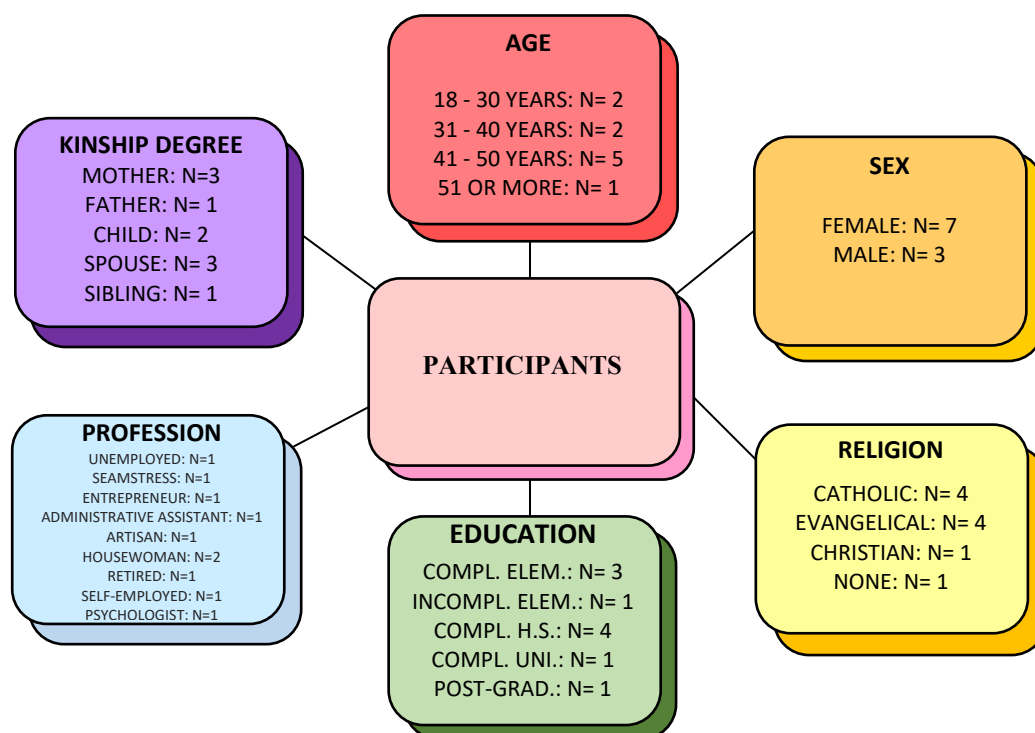 AGE
18 - 30 YEARS: N= 2
31 - 40 YEARS: N= 2
41 - 50 YEARS: N= 5
51 OR MORE: N= 1
KINSHIP DEGREE
MOTHER: N=3
FATHER: N= 1
CHILD: N= 2
SPOUSE: N= 3
SIBLING: N= 1
SEX
FEMALE: N= 7
MALE: N= 3
PARTICIPANTS
PROFESSION
UNEMPLOYED: N=1
SEAMSTRESS: N=1
ENTREPRENEUR: N=1
ADMINISTRATIVE ASSISTANT: N=1
ARTISAN: N=1
HOUSEWOMAN: N=2
RETIRED: N=1
SELF-EMPLOYED: N=1
PSYCHOLOGIST: N=1
EDUCATION
COMPL. ELEM.: N= 3
INCOMPL. ELEM.: N= 1
COMPL. H.S.: N= 4
COMPL. UNI.: N= 1
POST-GRAD.: N= 1
RELIGION
CATHOLIC: N= 4
EVANGELICAL: N= 4
CHRISTIAN: N= 1
NONE: N= 1